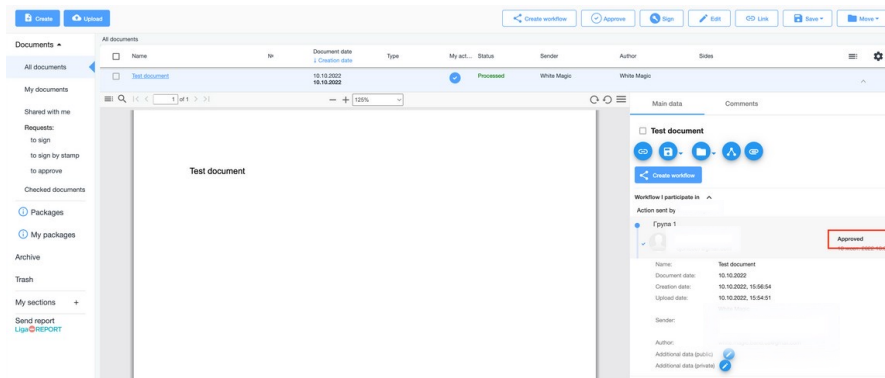 Create Upload Create workflow Approve Sign Edit Link Save Move
Documents
All documents
Name № Document date Type My act... Status Sender Author Sides
↓ Creation date
All documents
My documents
Shared with me
Requests:
to sign
to sign by stamp
to approve
Checked documents
Packages
My packages
Archive
Trash
My sections +
Send report
Liga REPORT
Test document 10.10.2022 Processed White Magic White Magic
10.10.2022
1 of 1 125%
Test document
Main data Comments
Test document
Create workflow
Workflow I participate in
Action sent by
Група 1
Approved
Name: Test document
Document date: 10.10.2022
Creation date: 10.10.2022, 15:56:54
Upload date: 10.10.2022, 15:54:51
Sender:
Author:
Additional data (public)
Additional data (private)